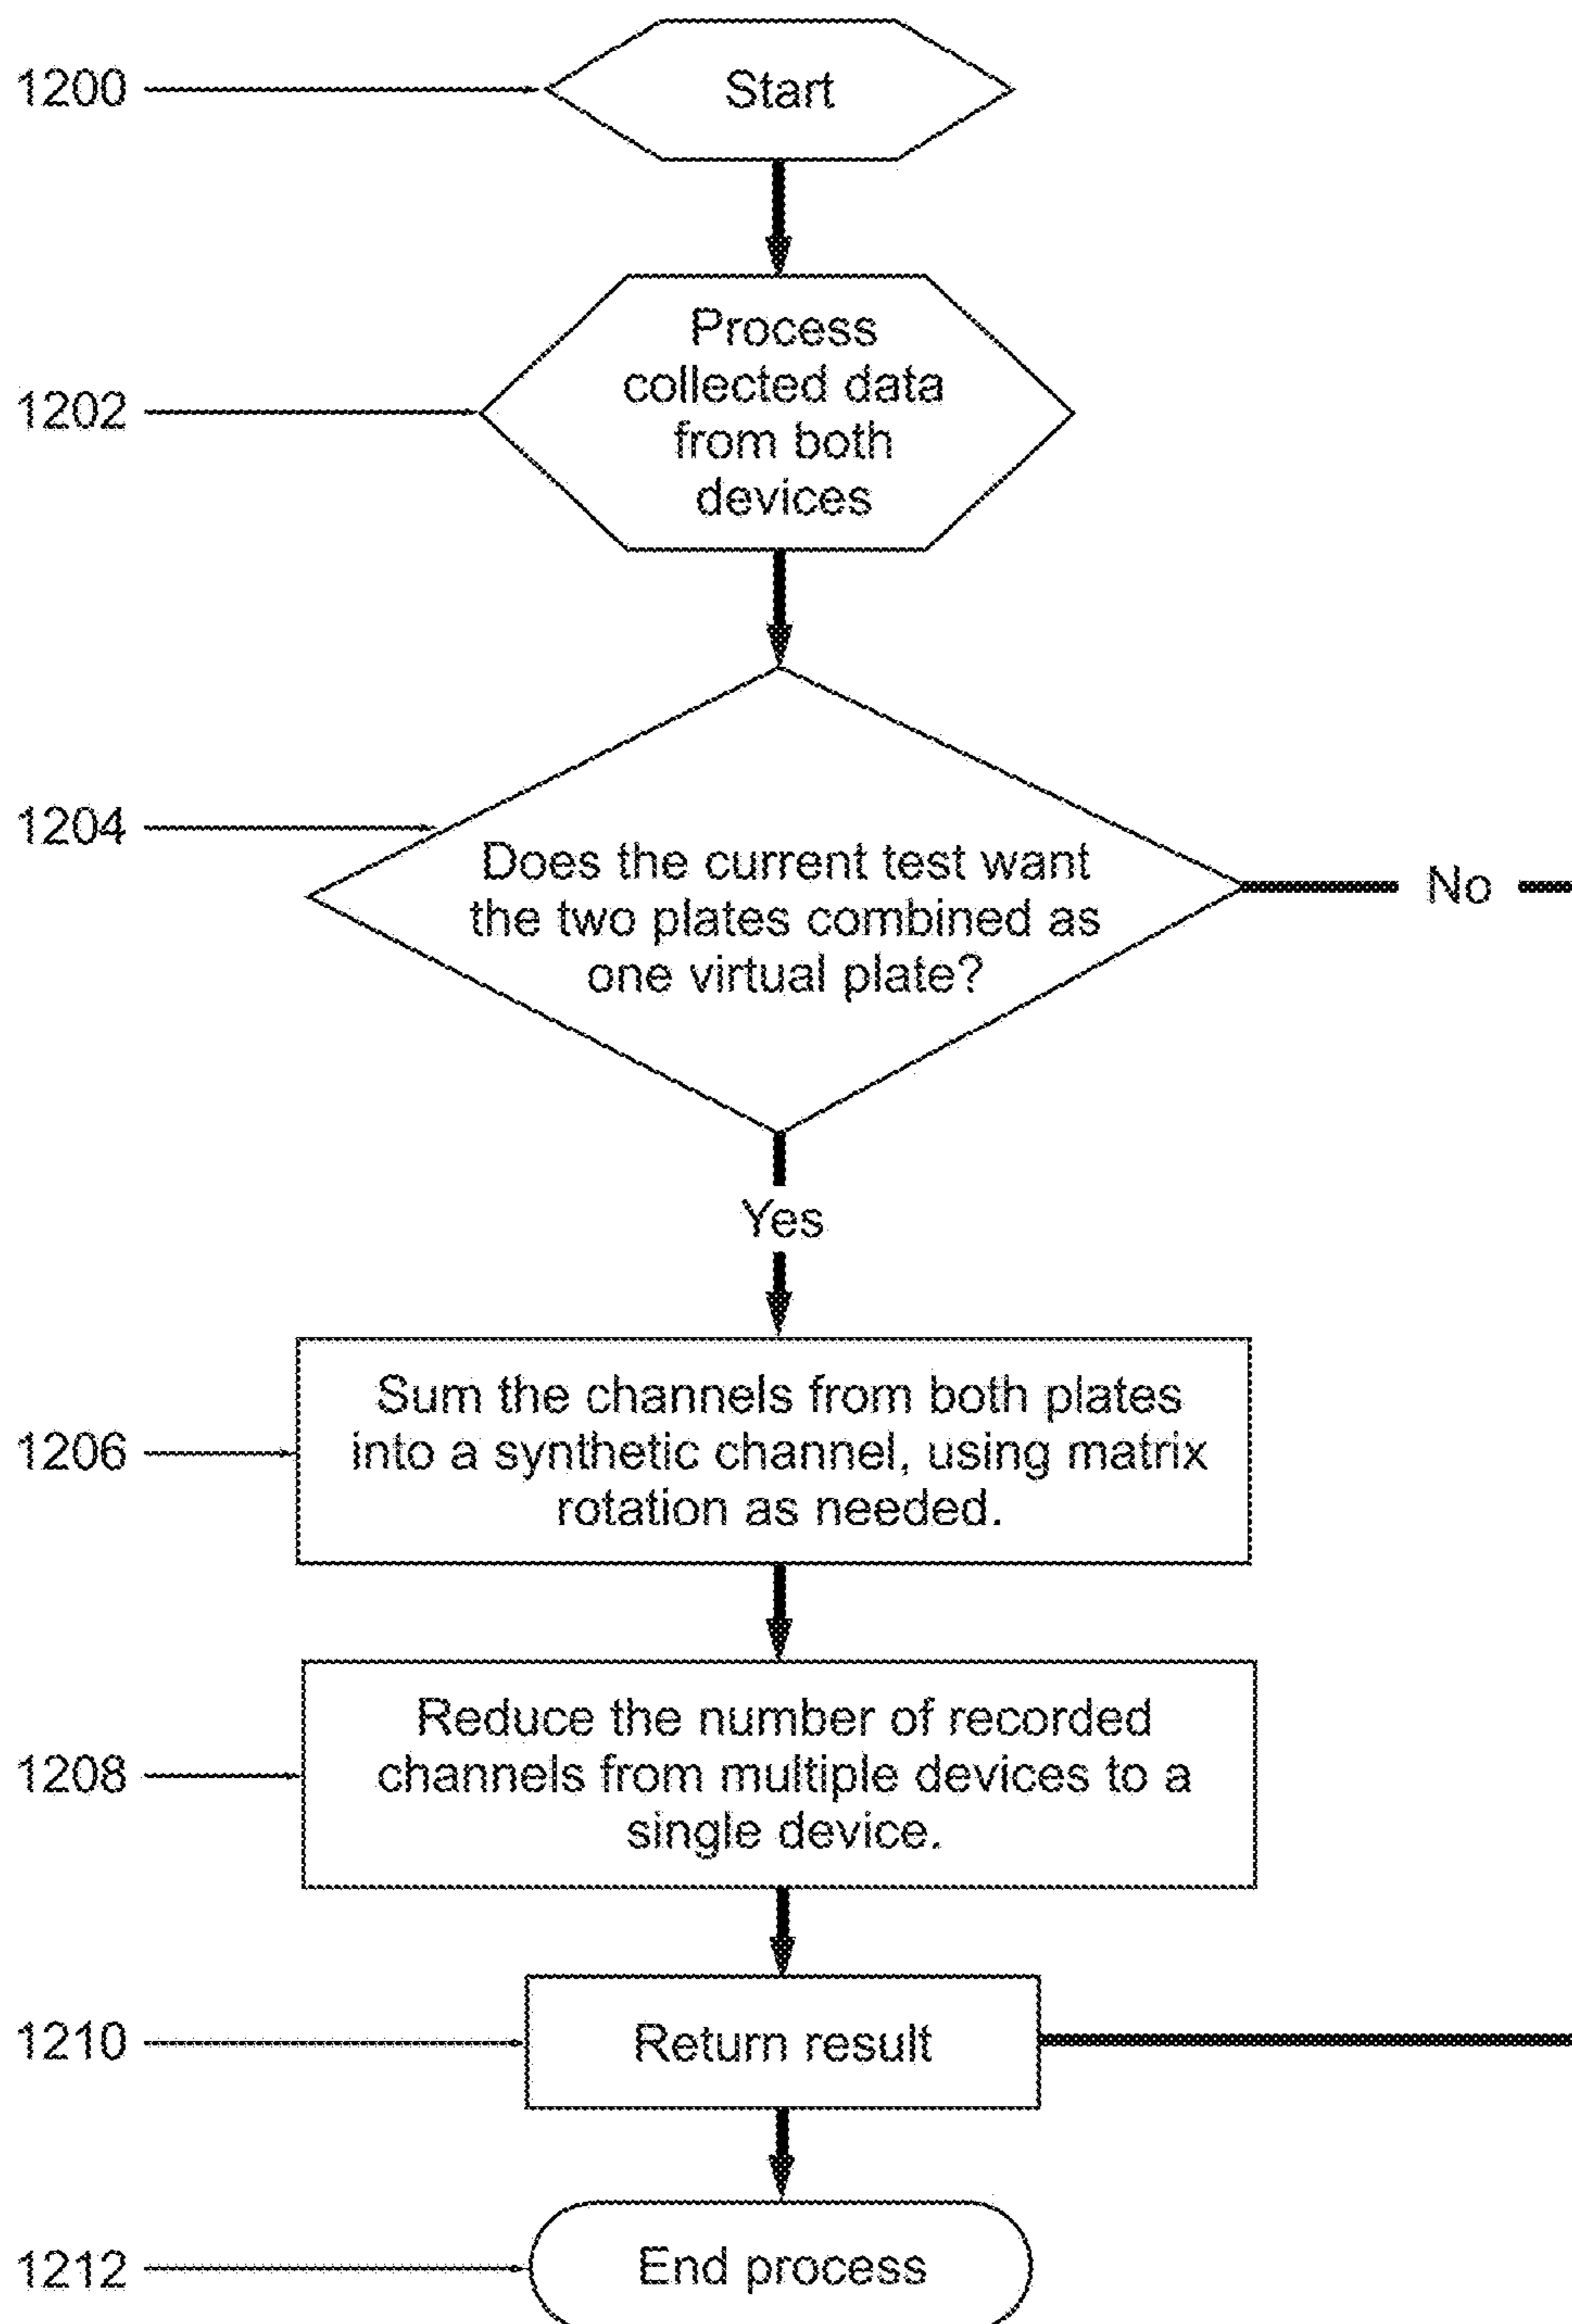 1200
Start
1202
Process
collected data
from both
devices
1204
Does the current test want
the two plates combined as
one virtual plate?
No
Yes
1206
Sum the channels from both plates
into a synthetic channel, using matrix
rotation as needed.
1208
Reduce the number of recorded
channels from multiple devices to a
single device.
1210
Return result
1212
End process